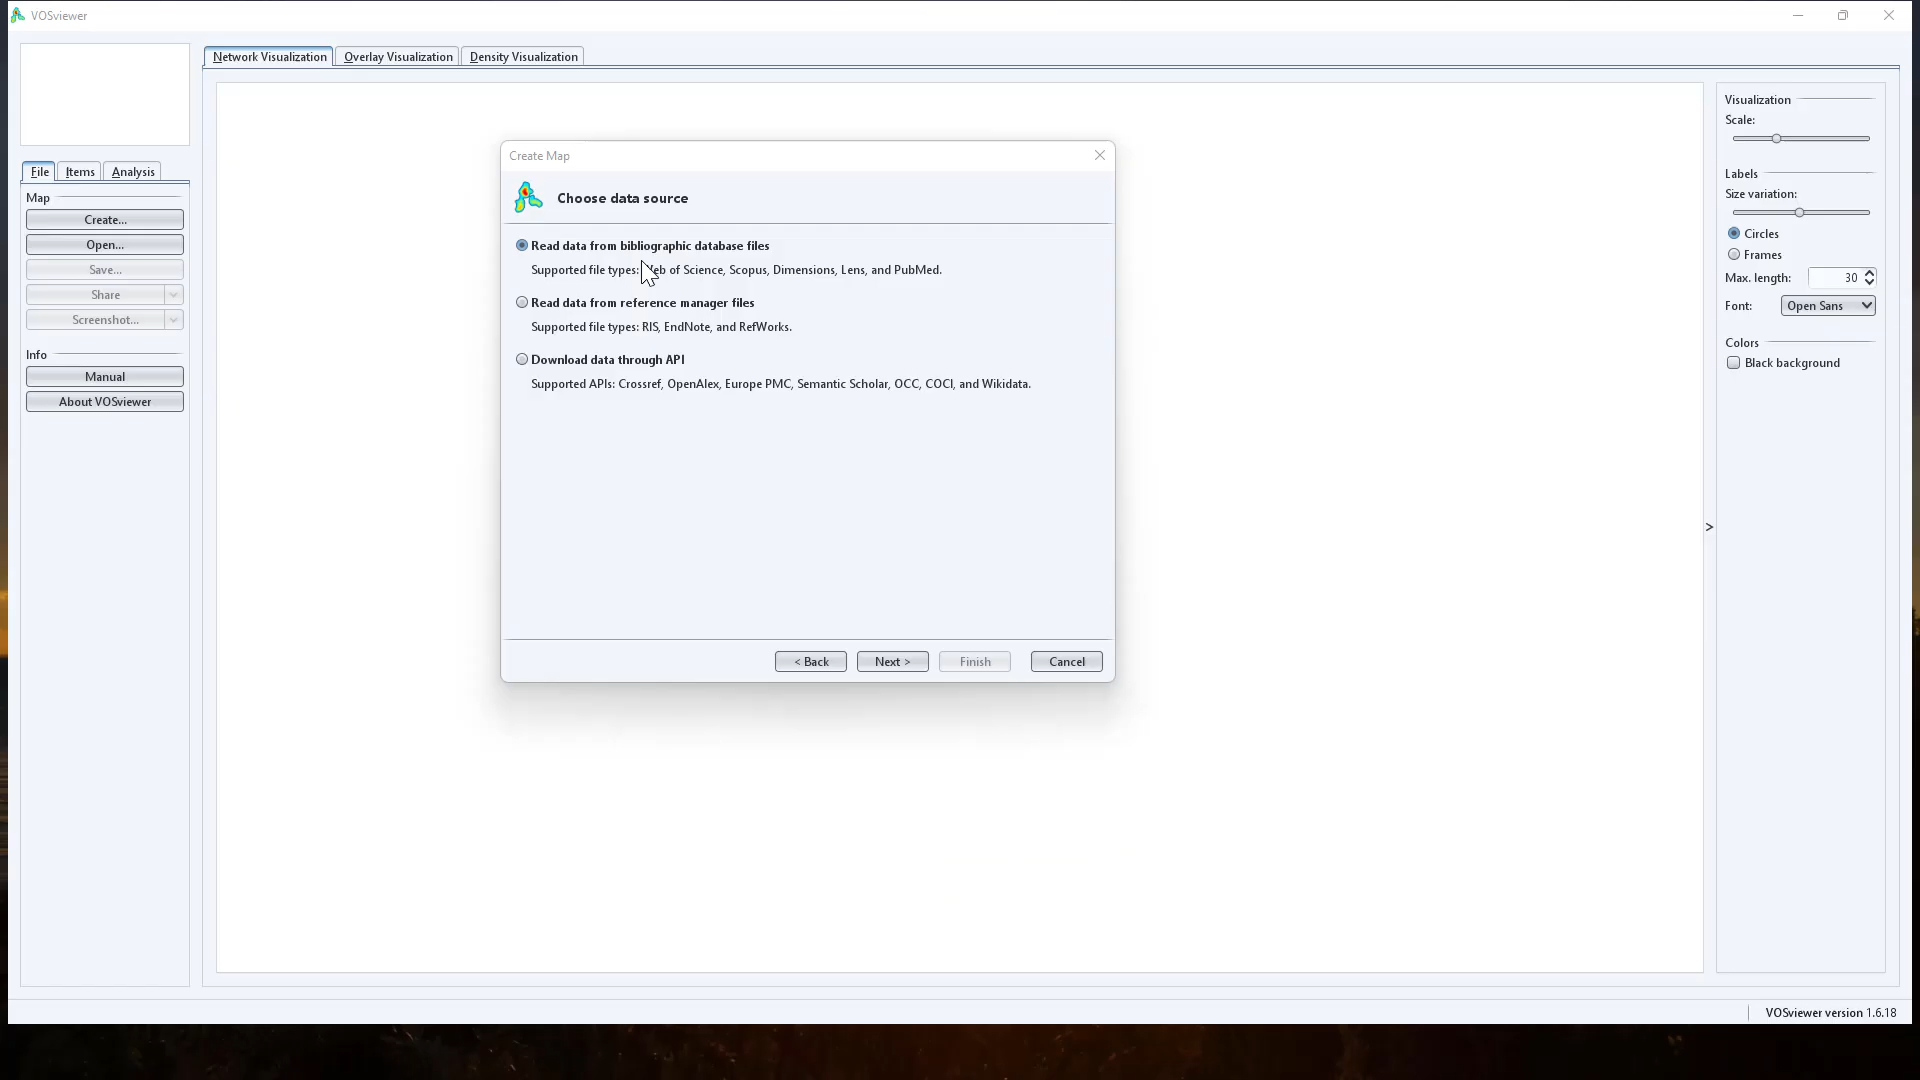 VOSviewer
Network Visualization
Overlay Visualization
Density Visualization
File
Items
Analysis
Map
Create...
Open...
Save...
Share
Screenshot...
Info
Manual
About VOSviewer
Create Map
Choose data source
Read data from bibliographic database files
Supported file types: Web of Science, Scopus, Dimensions, Lens, and PubMed.
Read data from reference manager files
Supported file types: RIS, EndNote, and RefWorks.
Download data through API
Supported APIs: Crossref, OpenAlex, Europe PMC, Semantic Scholar, OCC, COCI, and Wikidata.
< Back
Next >
Finish
Cancel
>
Visualization
Scale:
Labels
Size variation:
Circles
Frames
Max. length: 30
Font: Open Sans
Colors
Black background
VOSviewer version 1.6.18